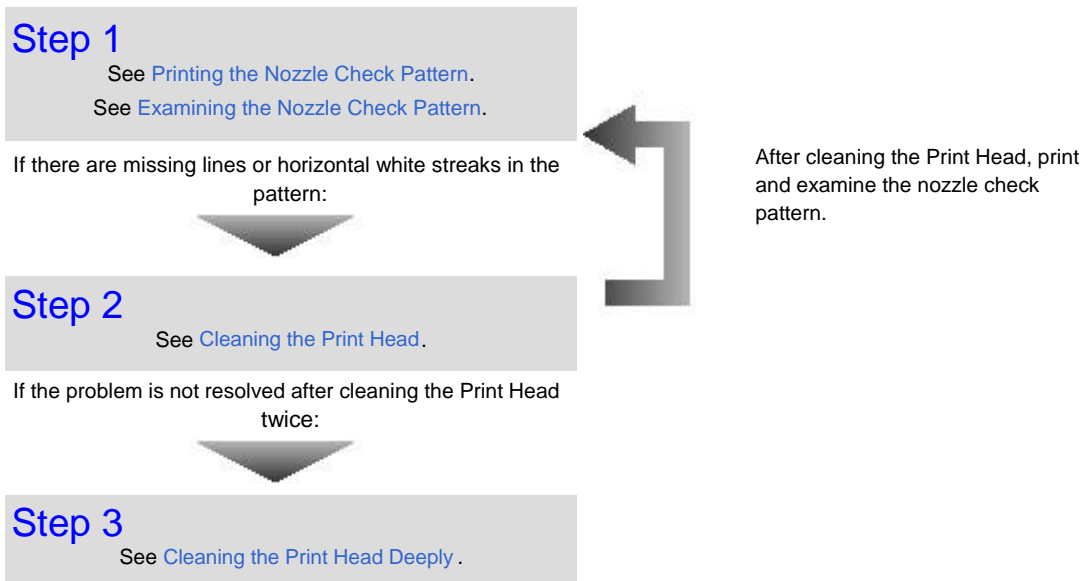 Step 1
See Printing the Nozzle Check Pattern.
See Examining the Nozzle Check Pattern.
If there are missing lines or horizontal white streaks in the
pattern:
After cleaning the Print Head, print
and examine the nozzle check
pattern.
Step 2
See Cleaning the Print Head.
If the problem is not resolved after cleaning the Print Head
twice:
Step 3
See Cleaning the Print Head Deeply .